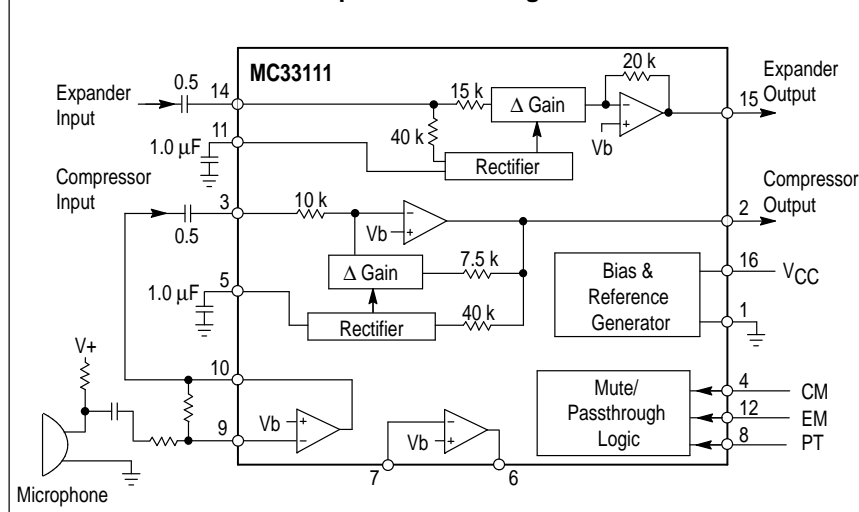 MC33111
Expander
Input
0.5
14
15 k
Δ Gain
20 k
−
+
Vb
15
Expander
Output
11
1.0 µF
40 k
Rectifier
Compressor
Input
0.5
3
10 k
−
+
Vb
2
Compressor
Output
Δ Gain
7.5 k
5
1.0 µF
Rectifier
40 k
Bias &
Reference
Generator
16
VCC
1
V+
10
9
Vb
+
−
Microphone
7
−
+
Vb
6
Mute/
Passthrough
Logic
4
CM
12
EM
8
PT